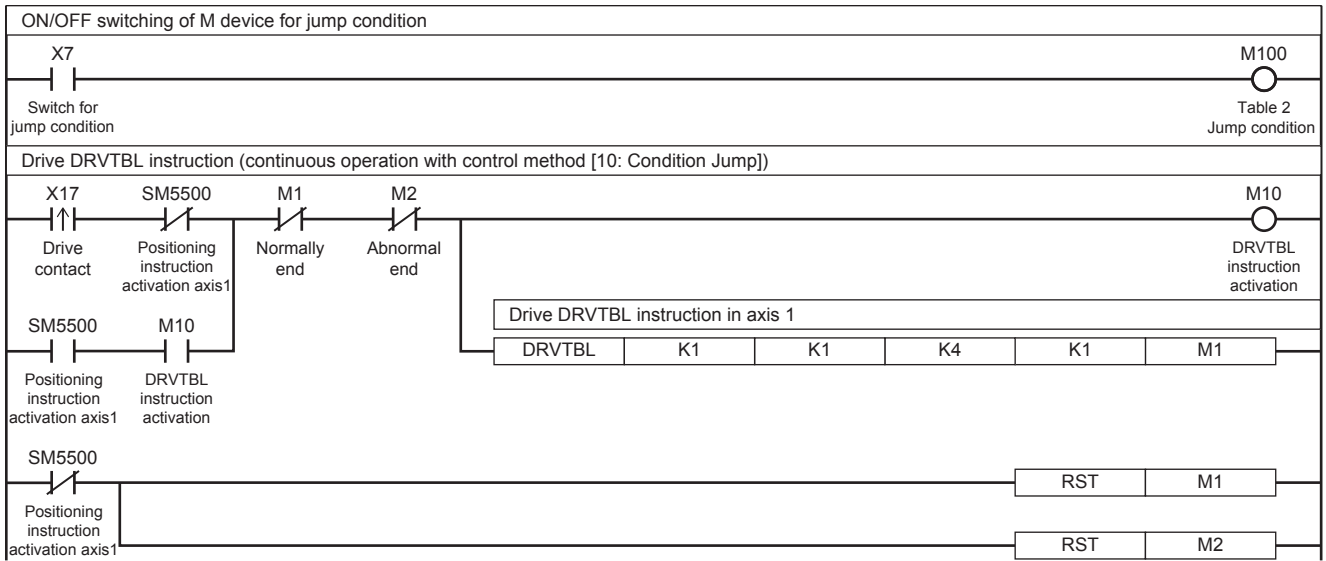 ON/OFF switching of M device for jump condition
X7 M100
Switch for Table 2
jump condition Jump condition
Drive DRVTBL instruction (continuous operation with control method [10: Condition Jump])
X17 SM5500 M1 M2 M10
Drive Positioning Normally Abnormal DRVTBL
contact instruction end end instruction
activation axis1 activation
Drive DRVTBL instruction in axis 1
SM5500 M10
DRVTBL K1 K1 K4 K1 M1
Positioning DRVTBL
instruction instruction
activation axis1 activation
SM5500
RST M1
Positioning
instruction
activation axis1
RST M2